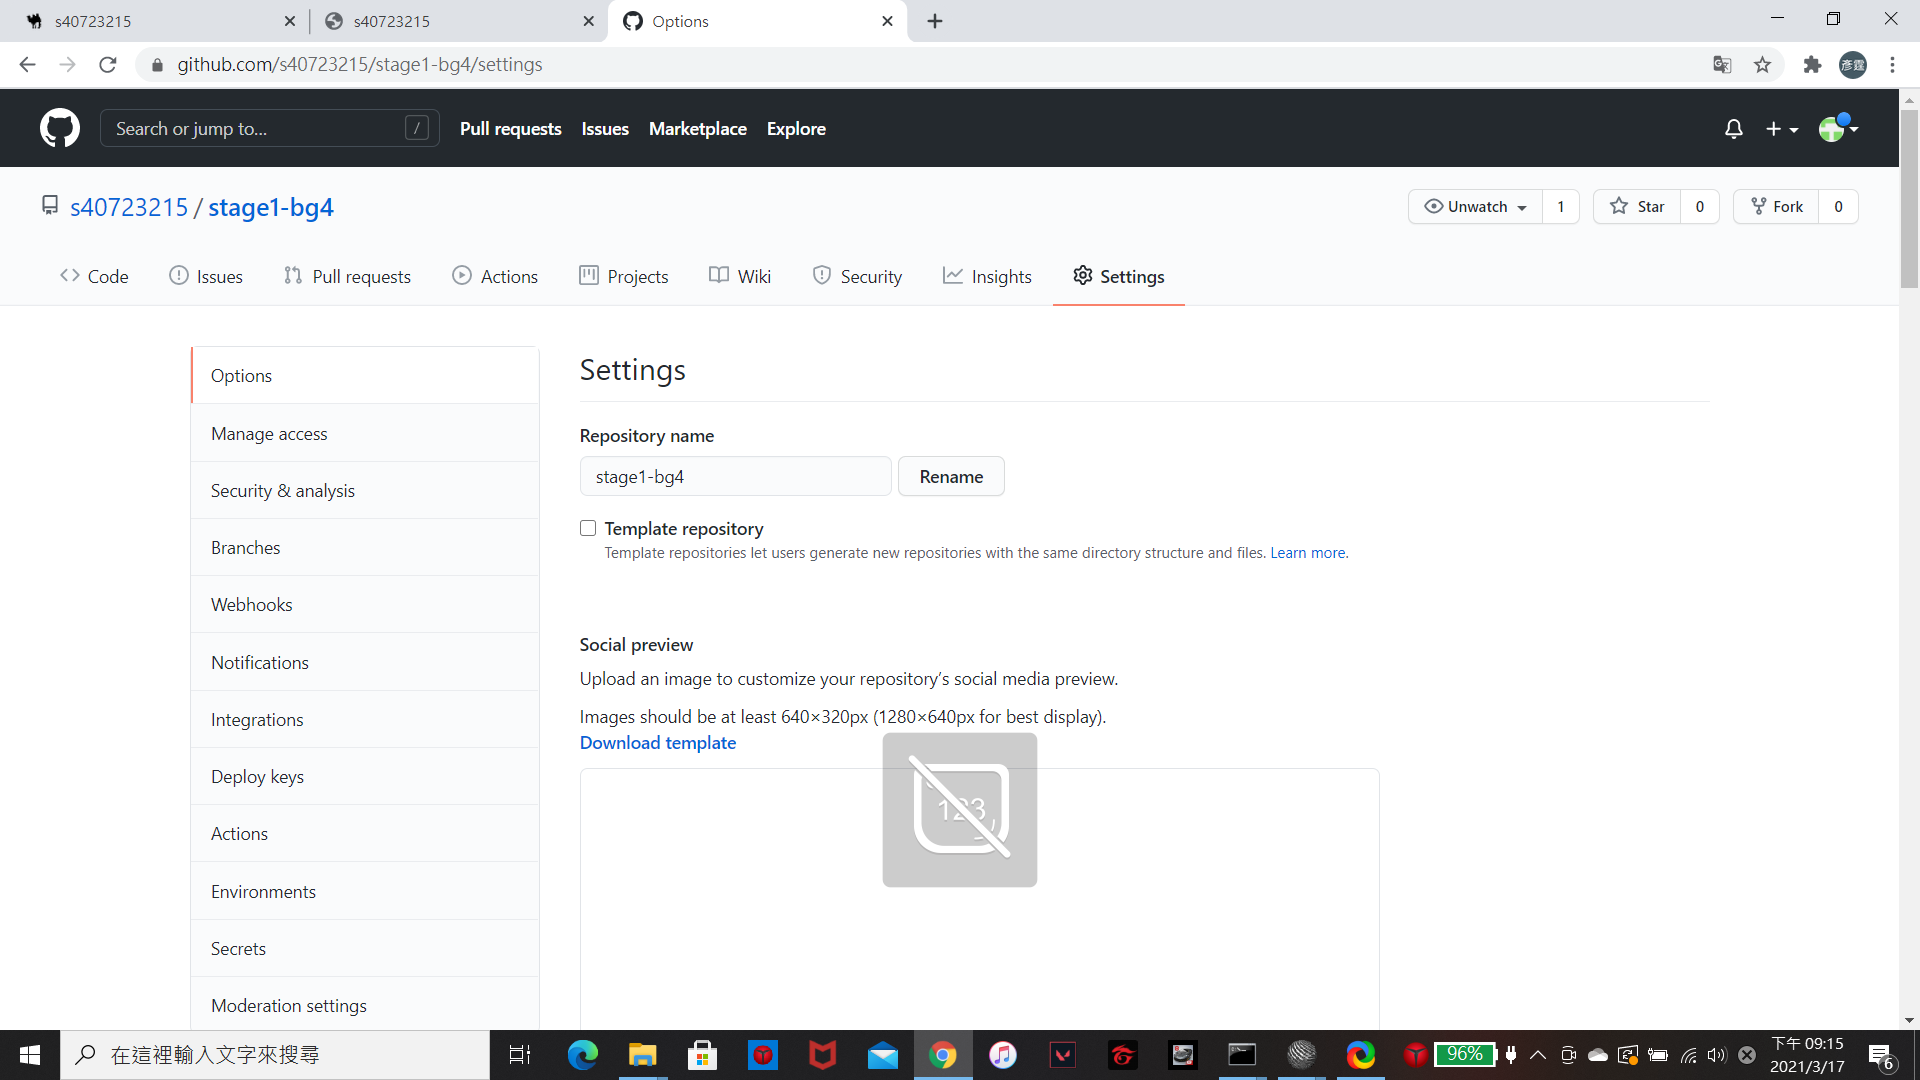 s40723215
s40723215
Options
github.com/s40723215/stage1-bg4/settings
彥霆
Search or jump to... /
Pull requests Issues Marketplace Explore
s40723215 / stage1-bg4
Unwatch 1 Star 0 Fork 0
Code Issues Pull requests Actions Projects Wiki Security Insights Settings
Options
Manage access
Security & analysis
Branches
Webhooks
Notifications
Integrations
Deploy keys
Actions
Environments
Secrets
Moderation settings
Settings
Repository name
stage1-bg4 Rename
Template repository
Template repositories let users generate new repositories with the same directory structure and files. Learn more.
Social preview
Upload an image to customize your repository’s social media preview.
Images should be at least 640×320px (1280×640px for best display).
Download template
123
在這裡輸入文字來搜尋
96%
下午 09:15
2021/3/17
6